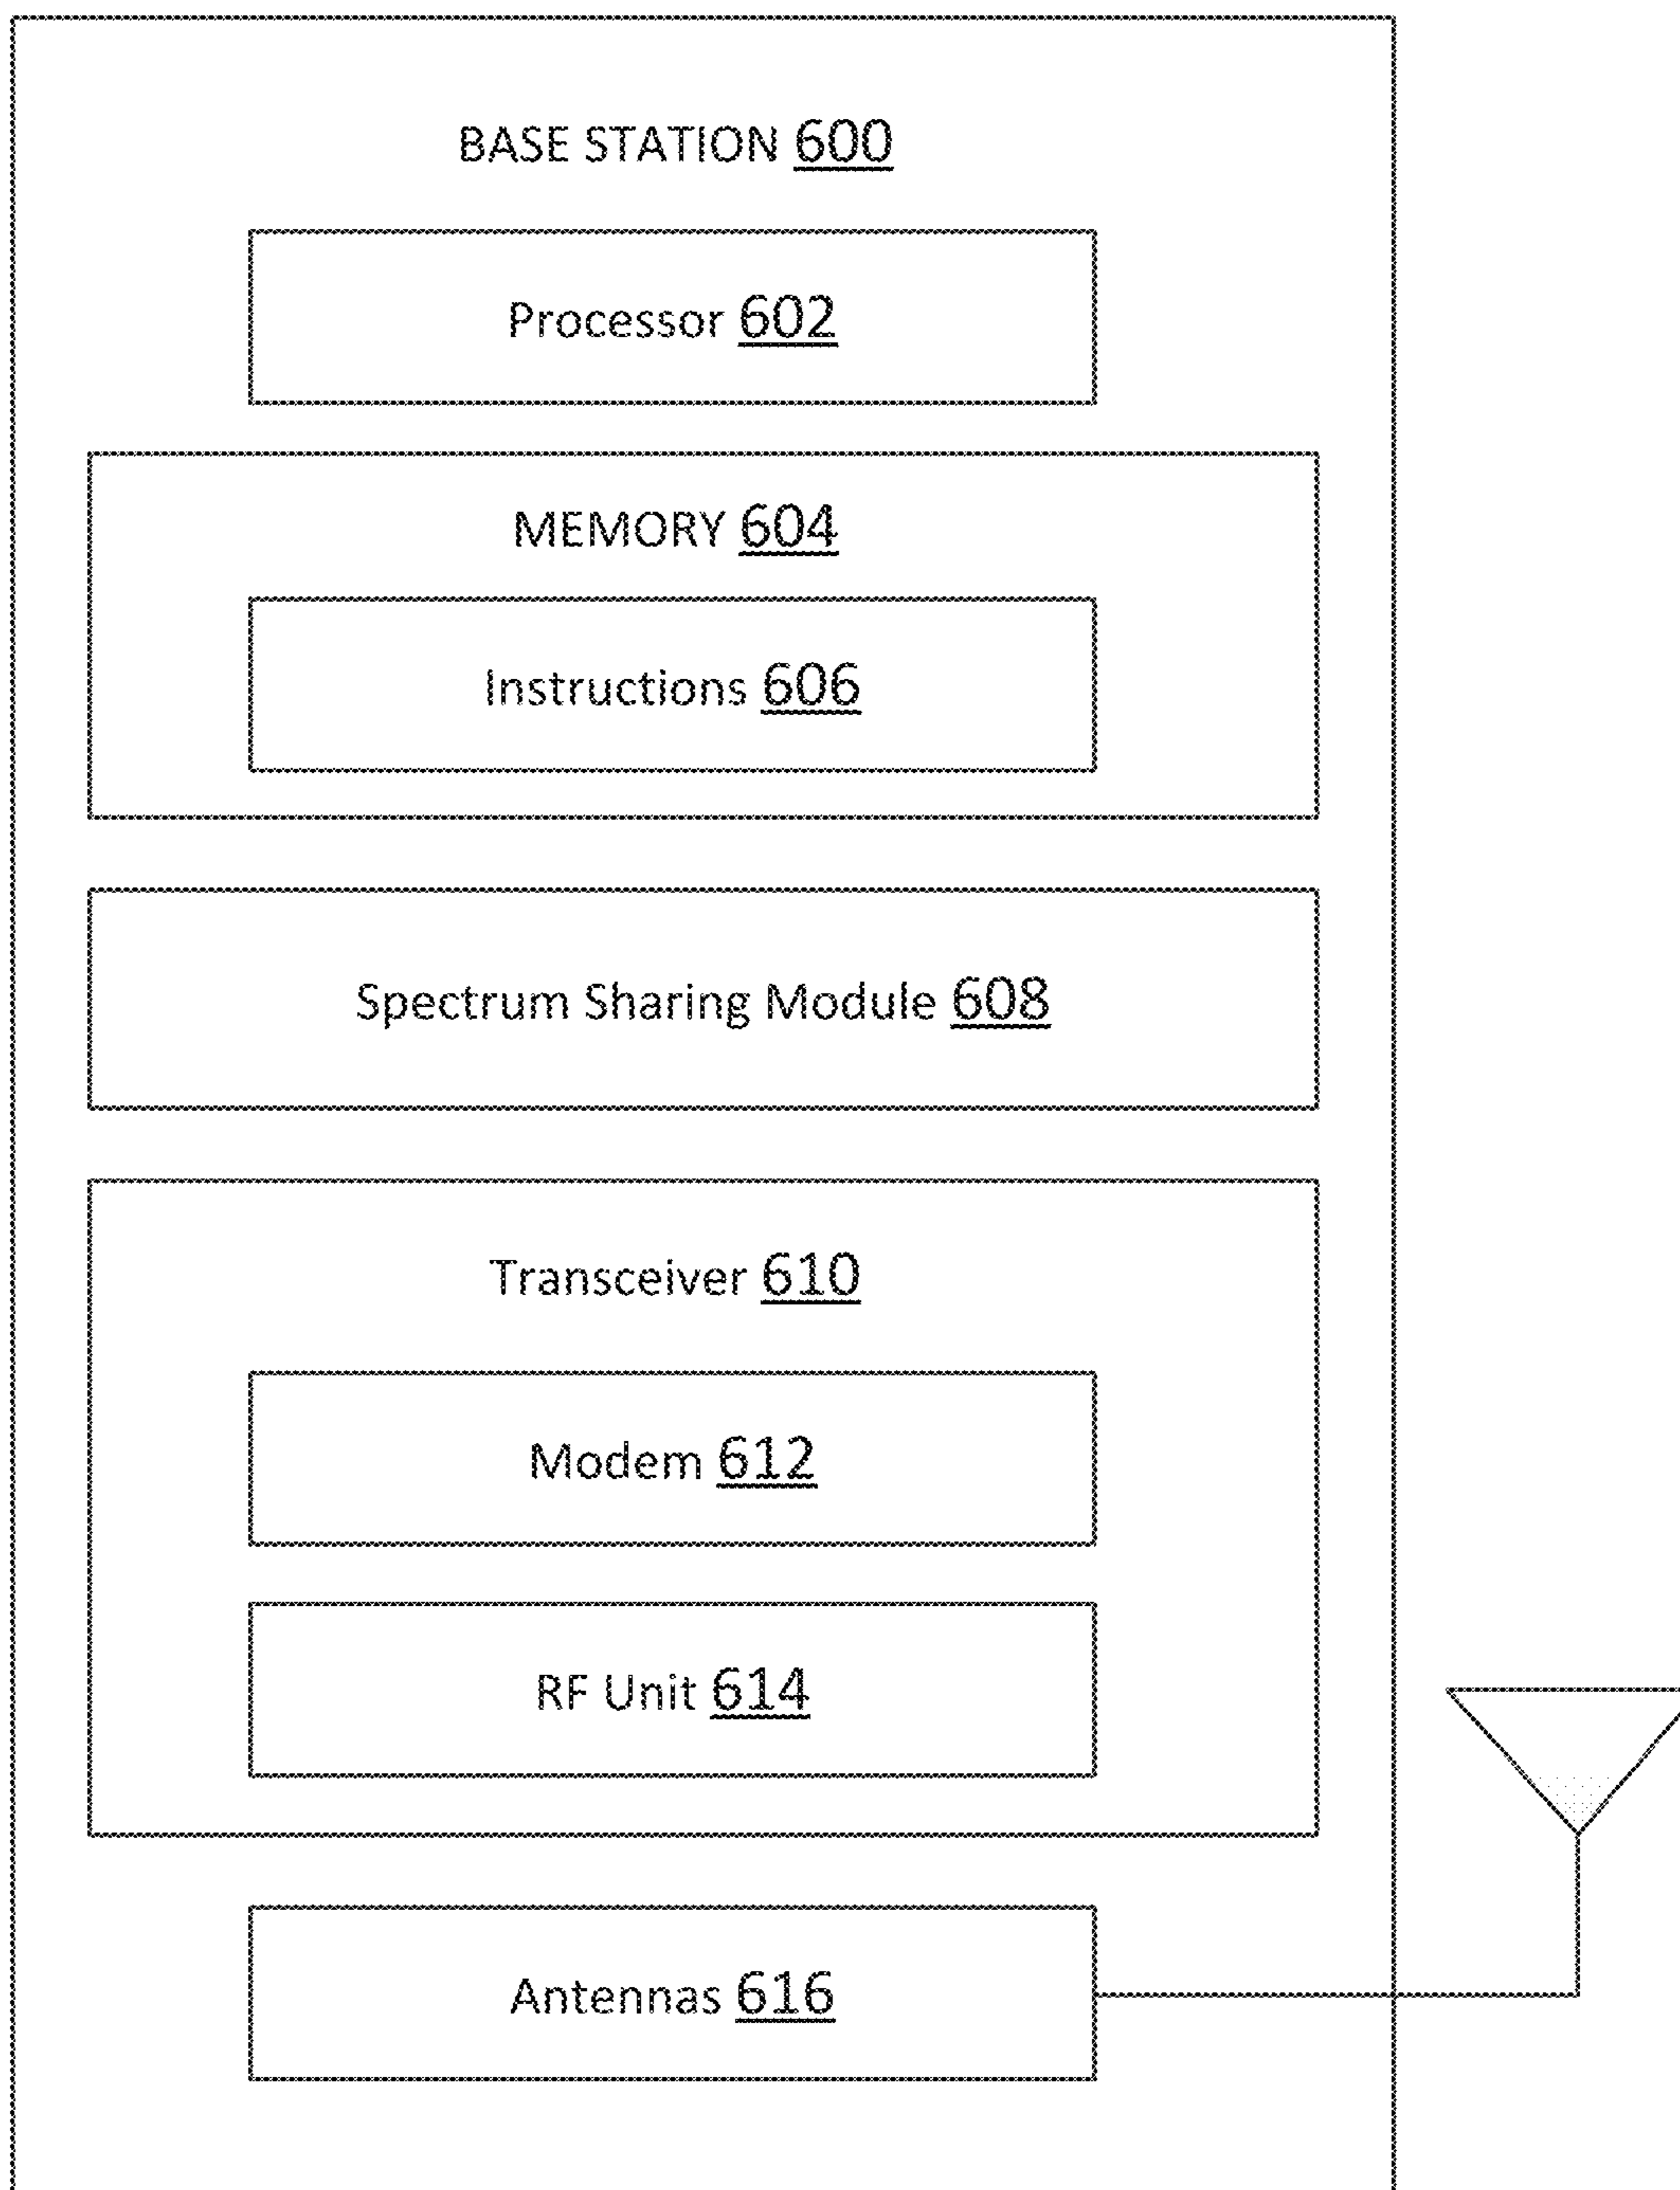 BASE STATION 600
Processor 602
MEMORY 604
Instructions 606
Spectrum Sharing Module 608
Transceiver 610
Modem 612
RF Unit 614
Antennas 616